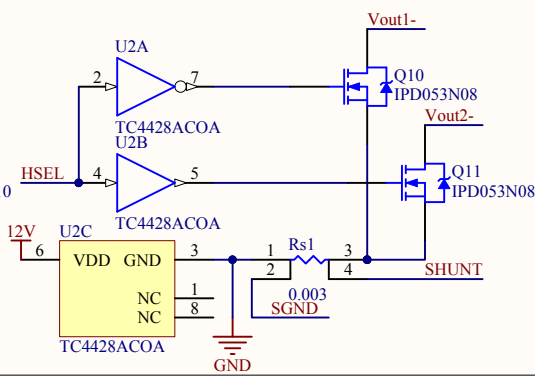 Vout1-
U2A
2
7
Q10
IPD053N08
TC4428ACOA
U2B
Vout2-
HSEL
4
5
Q11
IPD053N08
0
TC4428ACOA
12V
6
U2C
VDD
GND
3
1
Rs1
3
2
4
SHUNT
NC
1
0.003
NC
8
SGND
TC4428ACOA
GND